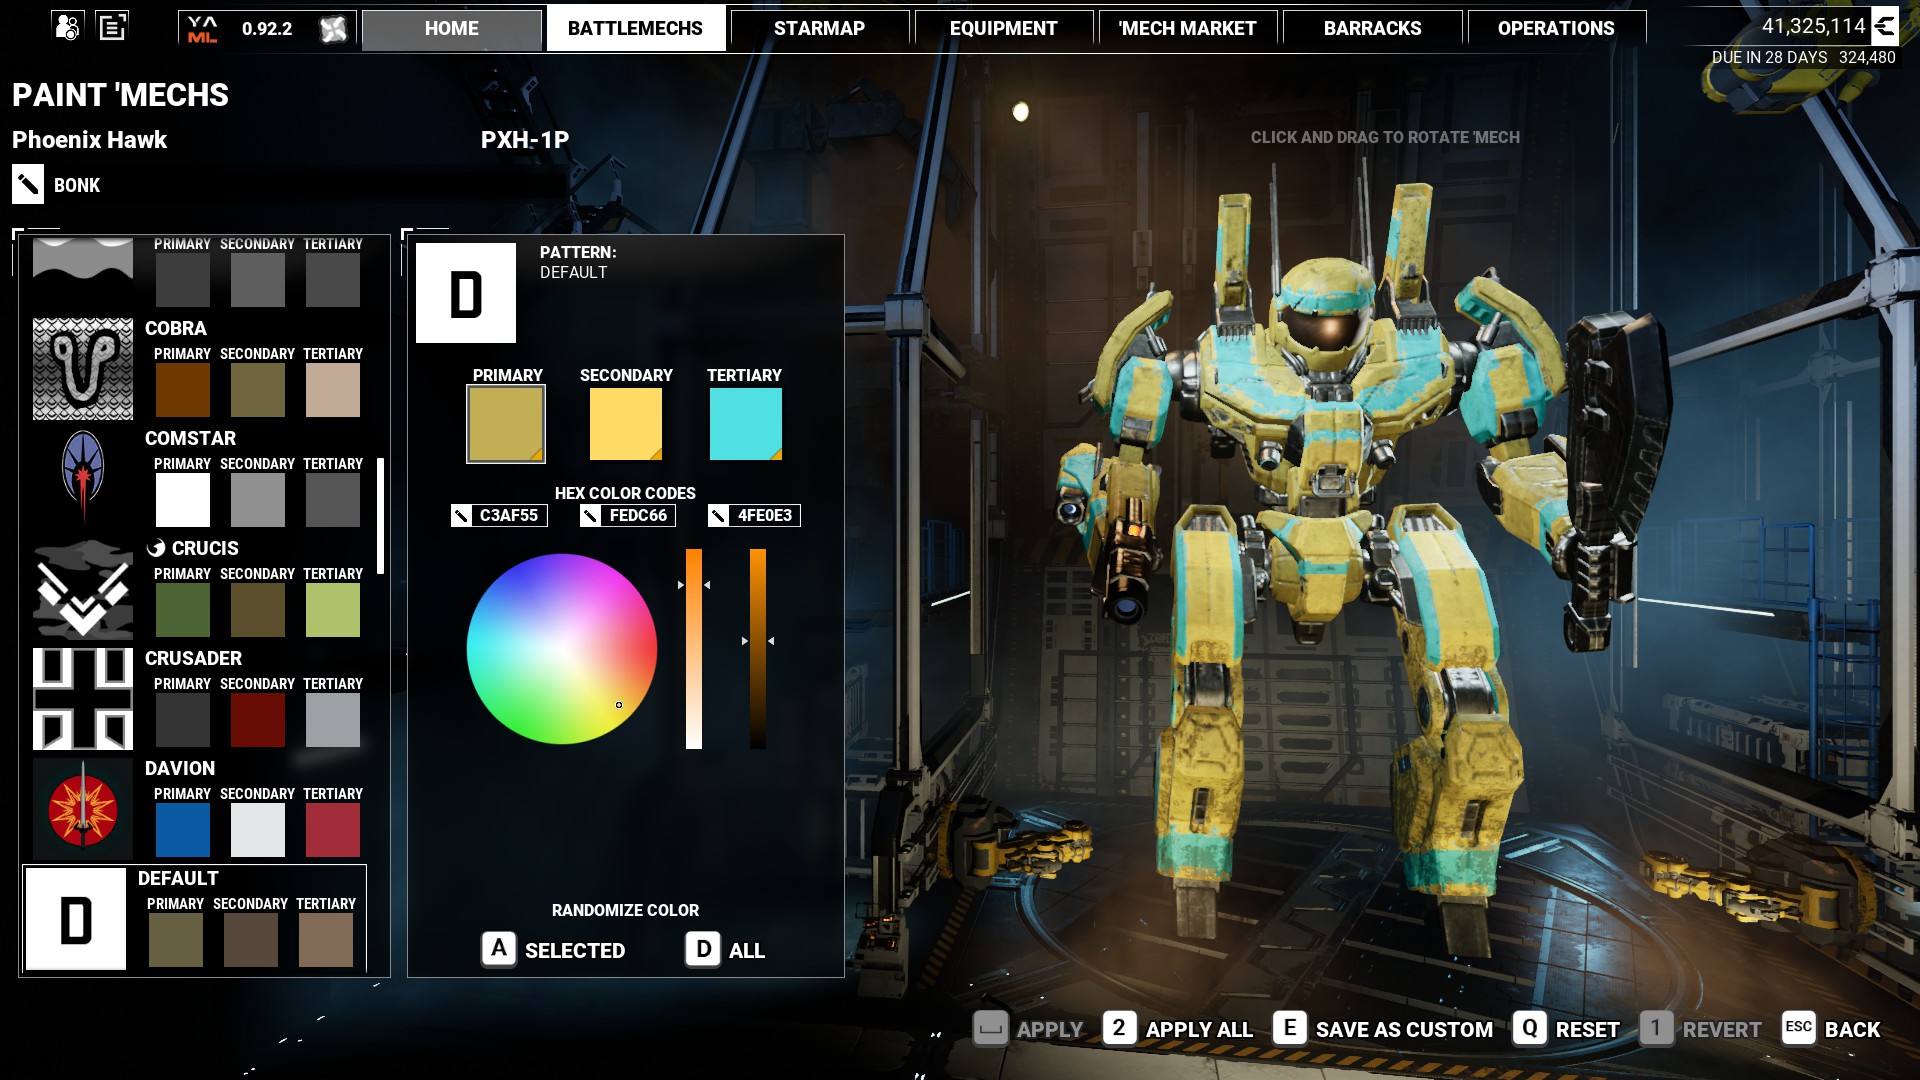 YA
ML
0.92.2
HOME
BATTLEMECHS
STARMAP
EQUIPMENT
'MECH MARKET
BARRACKS
OPERATIONS
41,325,114
DUE IN 28 DAYS 324,480
PAINT 'MECHS
Phoenix Hawk
PXH-1P
BONK
CLICK AND DRAG TO ROTATE 'MECH
PRIMARY SECONDARY TERTIARY
COBRA
PRIMARY SECONDARY TERTIARY
COMSTAR
PRIMARY SECONDARY TERTIARY
CRUCIS
PRIMARY SECONDARY TERTIARY
CRUSADER
PRIMARY SECONDARY TERTIARY
DAVION
PRIMARY SECONDARY TERTIARY
D
DEFAULT
PRIMARY SECONDARY TERTIARY
D
PATTERN:
DEFAULT
PRIMARY SECONDARY TERTIARY
HEX COLOR CODES
C3AF55 FEDC66 4FE0E3
RANDOMIZE COLOR
A SELECTED D ALL
APPLY 2 APPLY ALL E SAVE AS CUSTOM Q RESET 1 REVERT ESC BACK